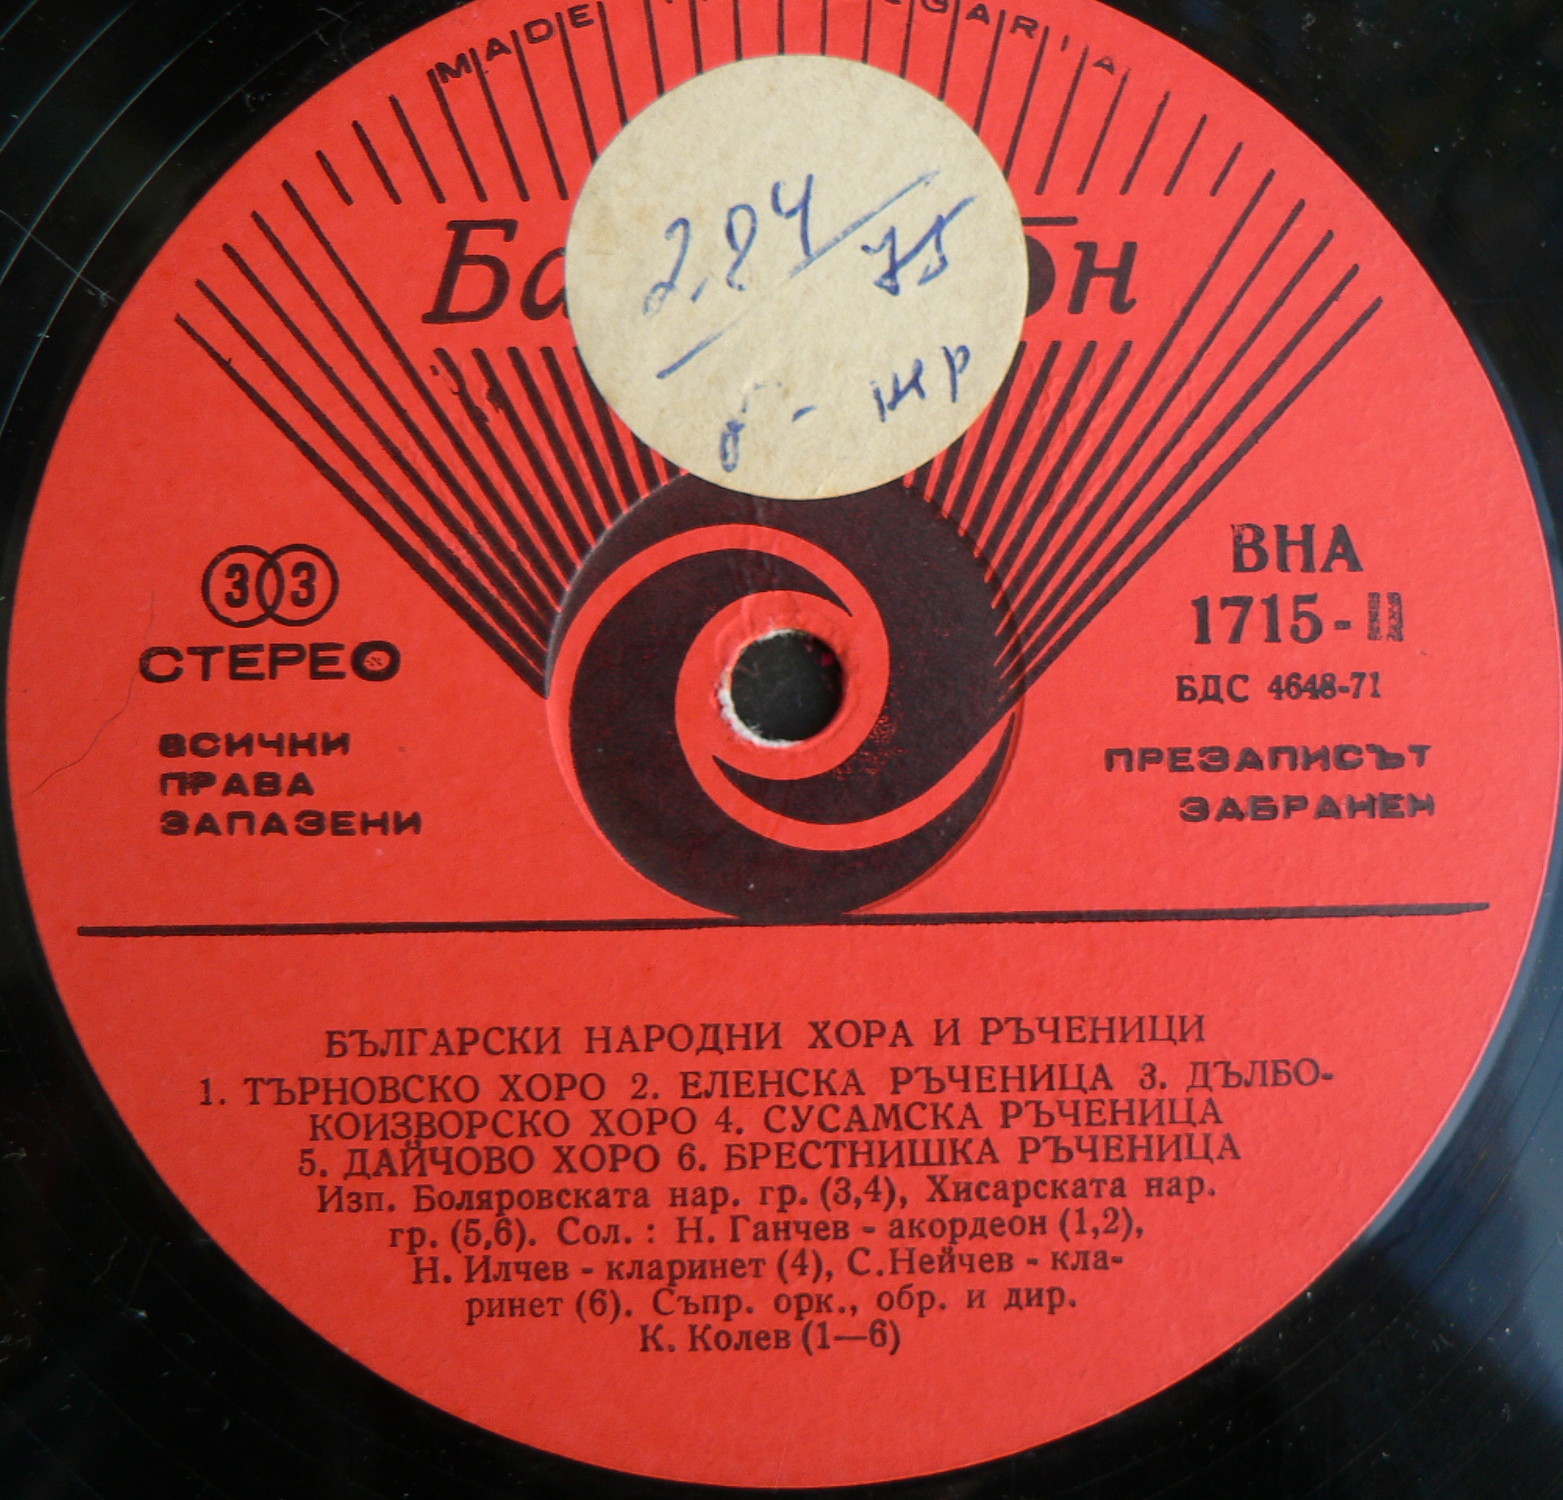 MADE
Ба
он
2.84/75
33
СТЕРЕО
ВСИЧКИ
ПРАВА
ЗАПАЗЕНИ
ВНА
1715-II
БДС 4648-71
ПРЕЗАПИСЪТ
ЗАБРАНЕН
БЪЛГАРСКИ НАРОДНИ ХОРА И РЪЧЕНИЦИ
1. ТЪРНОВСКО ХОРО 2. ЕЛЕНСКА РЪЧЕНИЦА 3. ДЪЛБО-
КОИЗВОРСКО ХОРО 4. СУСАМСКА РЪЧЕНИЦА
5. ДАЙЧОВО ХОРО 6. БРЕСТНИШКА РЪЧЕНИЦА
Изп. Боляровската нар. гр. (3,4), Хисарската нар.
гр. (5,6). Сол. : Н. Ганчев - акордеон (1,2),
Н. Илчев - кларинет (4), С.Нейчев - кла-
ринет (6). Съпр. орк., обр. и дир.
К. Колев (1—6)